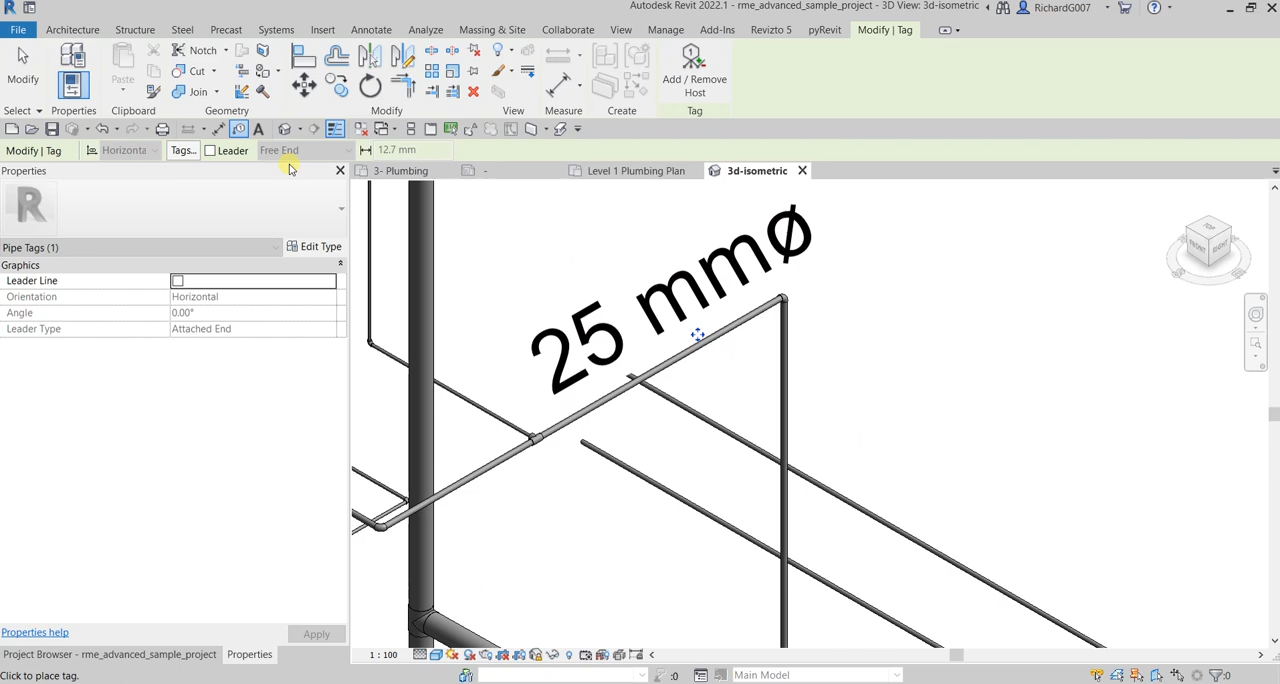 Autodesk Revit 2022.1 - rme_advanced_sample_project - 3D View: 3d-isometric
RichardG007
File Architecture Structure Steel Precast Systems Insert Annotate Analyze Massing & Site Collaborate View Manage Add-Ins Revizto 5 pyRevit Modify | Tag
Modify Paste Notch Cut Join Add / Remove Host
Select Properties Clipboard Geometry Modify View Measure Create Tag
Modify | Tag Horizonta Tags... Leader Free End 12.7 mm
Properties
3- Plumbing - Level 1 Plumbing Plan 3d-isometric
R
Pipe Tags (1) Edit Type
Graphics
Leader Line
Orientation Horizontal
Angle 0.00°
Leader Type Attached End
25 mmø
TOP
FRONT RIGHT
Properties help Apply
Project Browser - rme_advanced_sample_project Properties
1 : 100
Click to place tag. :0 Main Model :0